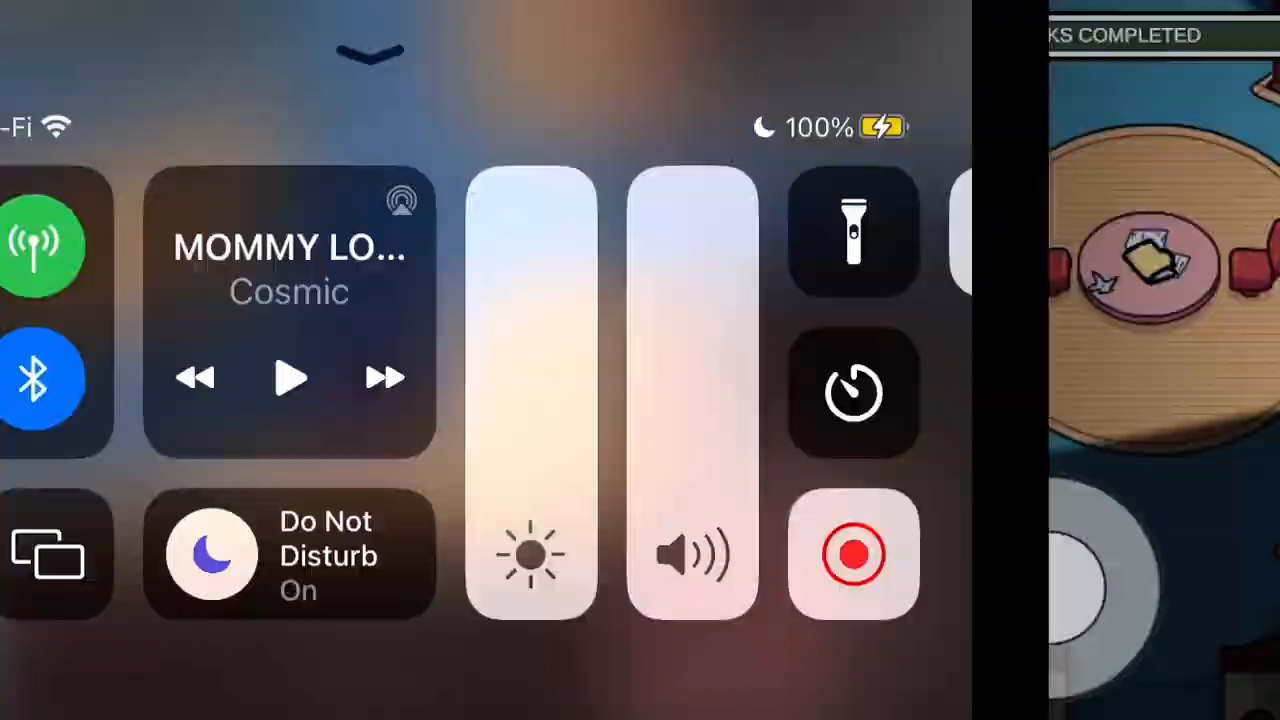 KS COMPLETED
-Fi
100%
MOMMY LO...
Cosmic
Do Not
Disturb
On